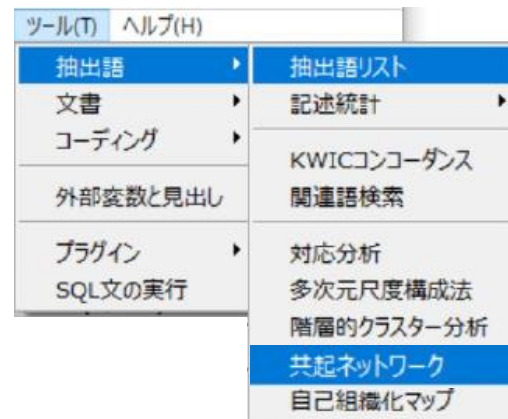 ツール(T) ヘルプ(H)
抽出語
文書
コーディング
外部変数と見出し
プラグイン
SQL文の実行
抽出語リスト
記述統計
KWICコンコーダンス
関連語検索
対応分析
多次元尺度構成法
階層的クラスター分析
共起ネットワーク
自己組織化マップ